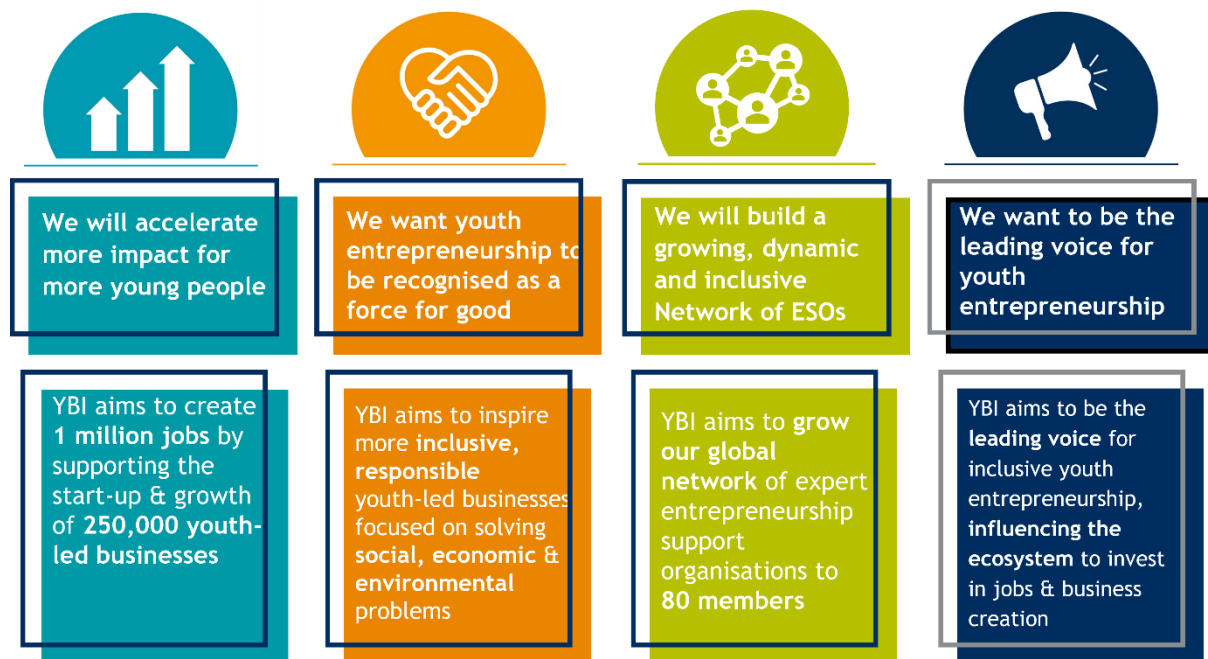 We will accelerate
more impact for
more young people
We want youth
entrepreneurship to
be recognised as a
force for good
We will build a
growing, dynamic
and inclusive
Network of ESOs
We want to be the
leading voice for
youth
entrepreneurship
YBI aims to create
1 million jobs by
supporting the
start-up & growth
of 250,000 youth-
led businesses
YBI aims to inspire
more inclusive,
responsible
youth-led businesses
focused on solving
social, economic &
environmental
problems
YBI aims to grow
our global
network of expert
entrepreneurship
support
organisations to
80 members
YBI aims to be the
leading voice for
inclusive youth
entrepreneurship,
influencing the
ecosystem to invest
in jobs & business
creation